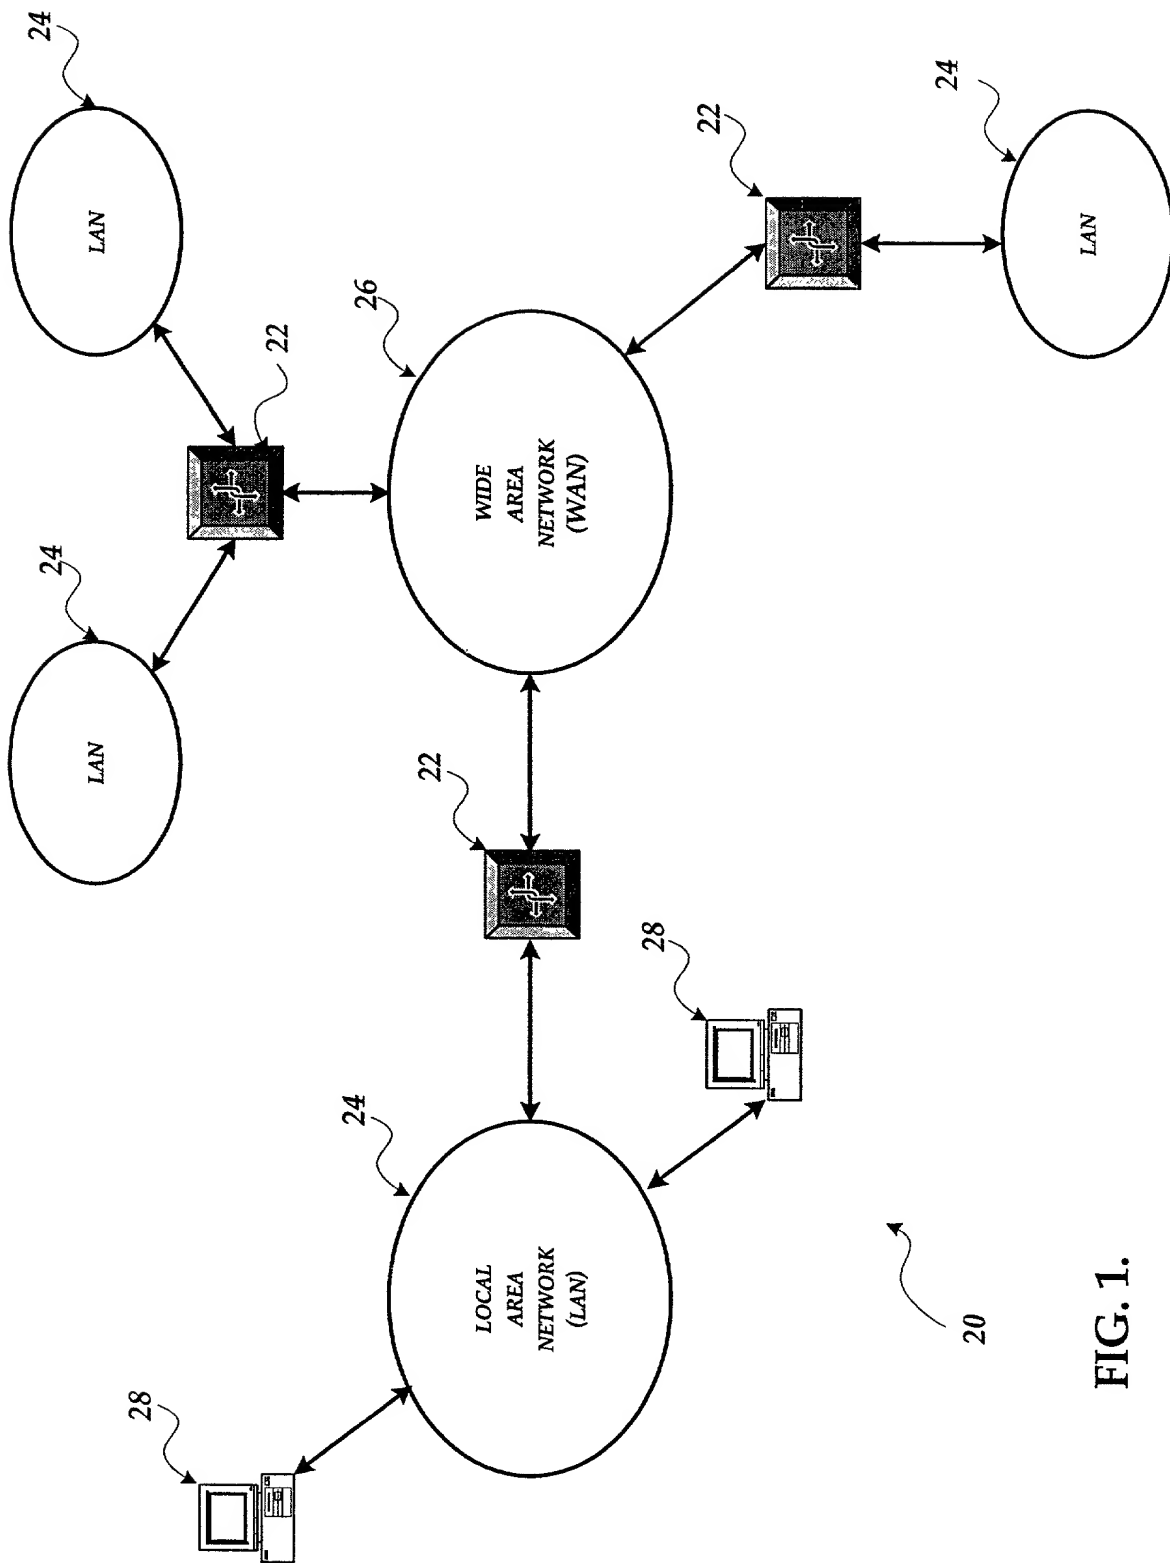 24
24
LAN
LAN
28
22
26
24
22
LOCAL
AREA
NETWORK
(LAN)
WIDE
AREA
NETWORK
(WAN)
28
22
24
20
LAN
FIG. 1.